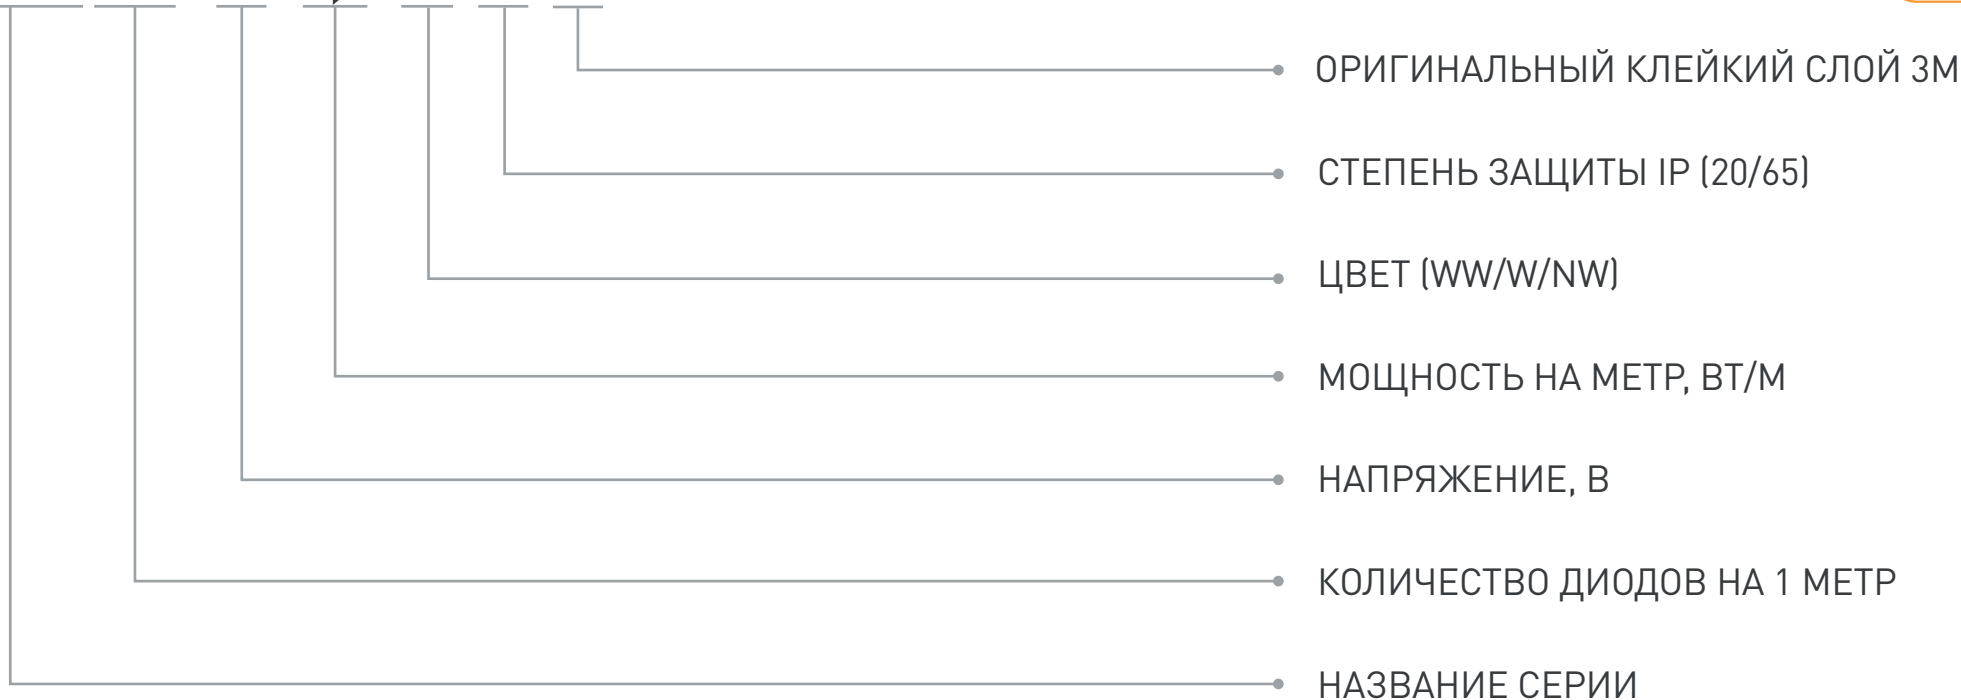 ОРИГИНАЛЬНЫЙ КЛЕЙКИЙ СЛОЙ 3М
СТЕПЕНЬ ЗАЩИТЫ IP (20/65)
ЦВЕТ (WW/W/NW)
МОЩНОСТЬ НА МЕТР, ВТ/М
НАПРЯЖЕНИЕ, В
КОЛИЧЕСТВО ДИОДОВ НА 1 МЕТР
НАЗВАНИЕ СЕРИИ